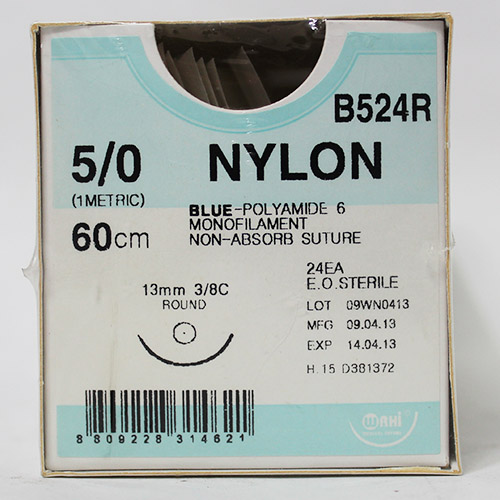 B524R
5/0 NYLON
(1METRIC)
60cm
BLUE-POLYAMIDE 6
MONOFILAMENT
NON-ABSORB SUTURE
24EA
E.O.STERILE
13mm 3/8C
ROUND
LOT 09WN0413
MFG 09.04.13
EXP 14.04.13
H.15 D381372
8 809228 314621